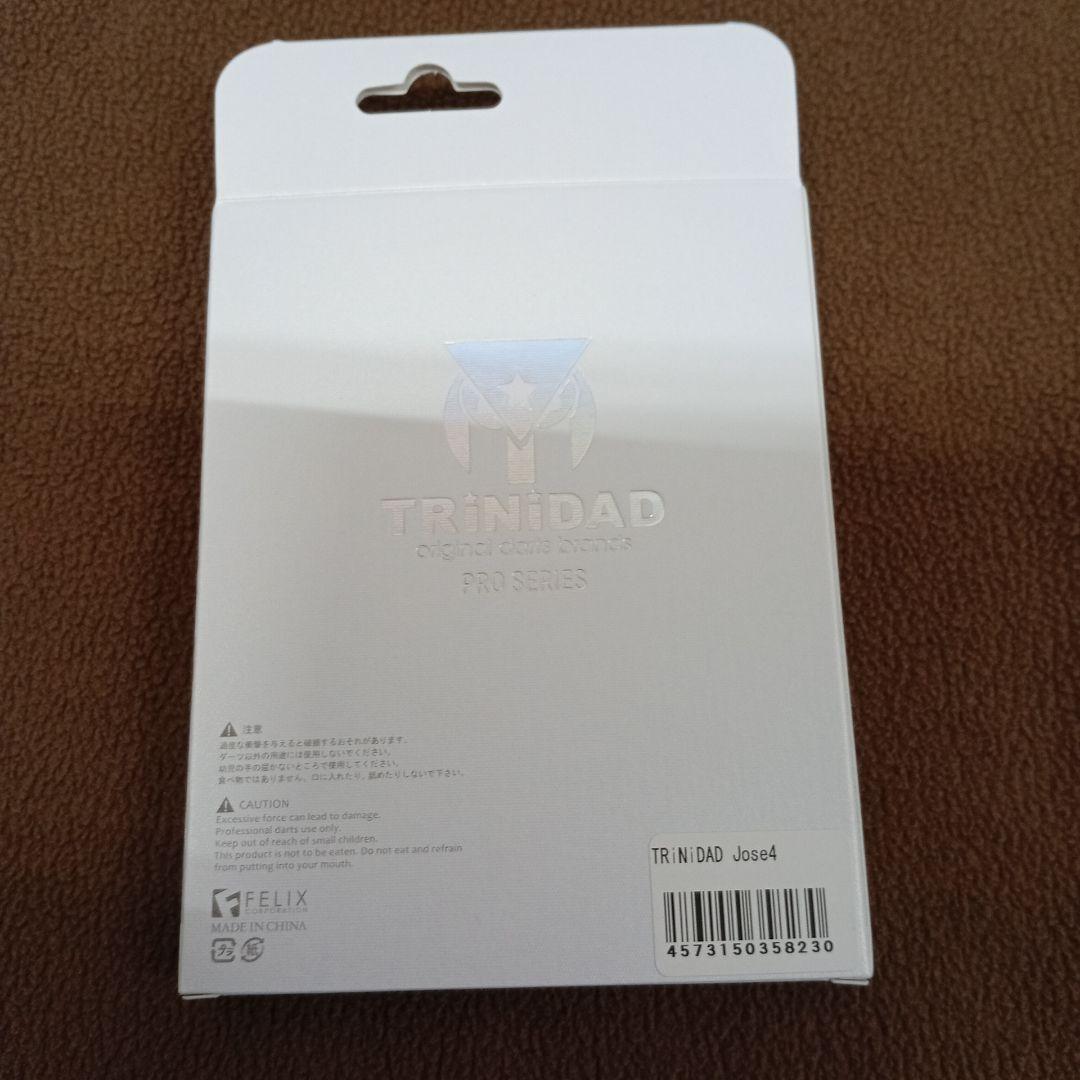 TRiNiDAD
original darts brands
PRO SERIES
注意
過度な衝撃を与えると破損するおそれがあります。
ダーツ以外の用途には使用しないでください。
幼児の手の届かないところで使用してください。
食べ物ではありません。口に入れたり、舐めたりしないで下さい。
CAUTION
Excessive force can lead to damage.
Professional darts use only.
Keep out of reach of small children.
This product is not to be eaten. Do not eat and refrain
from putting into your mouth.
FELIX
CORPORATION
MADE IN CHINA
プラ
紙
TRiNiDAD Jose4
4573150358230